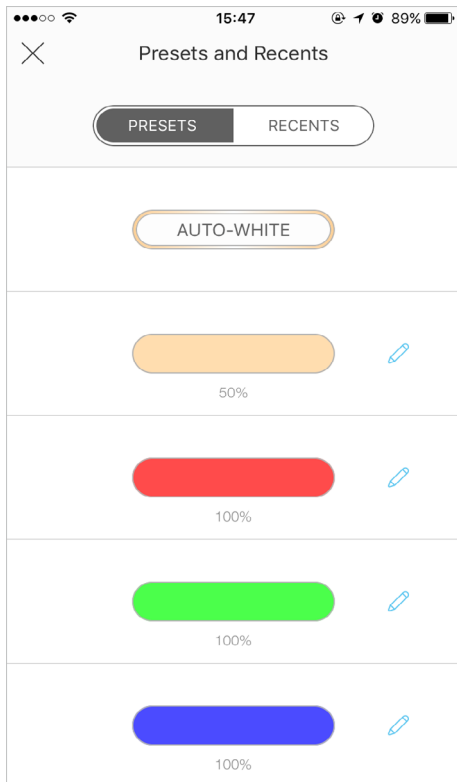 15:47 89%
Presets and Recents
PRESETS RECENTS
AUTO-WHITE
50%
100%
100%
100%